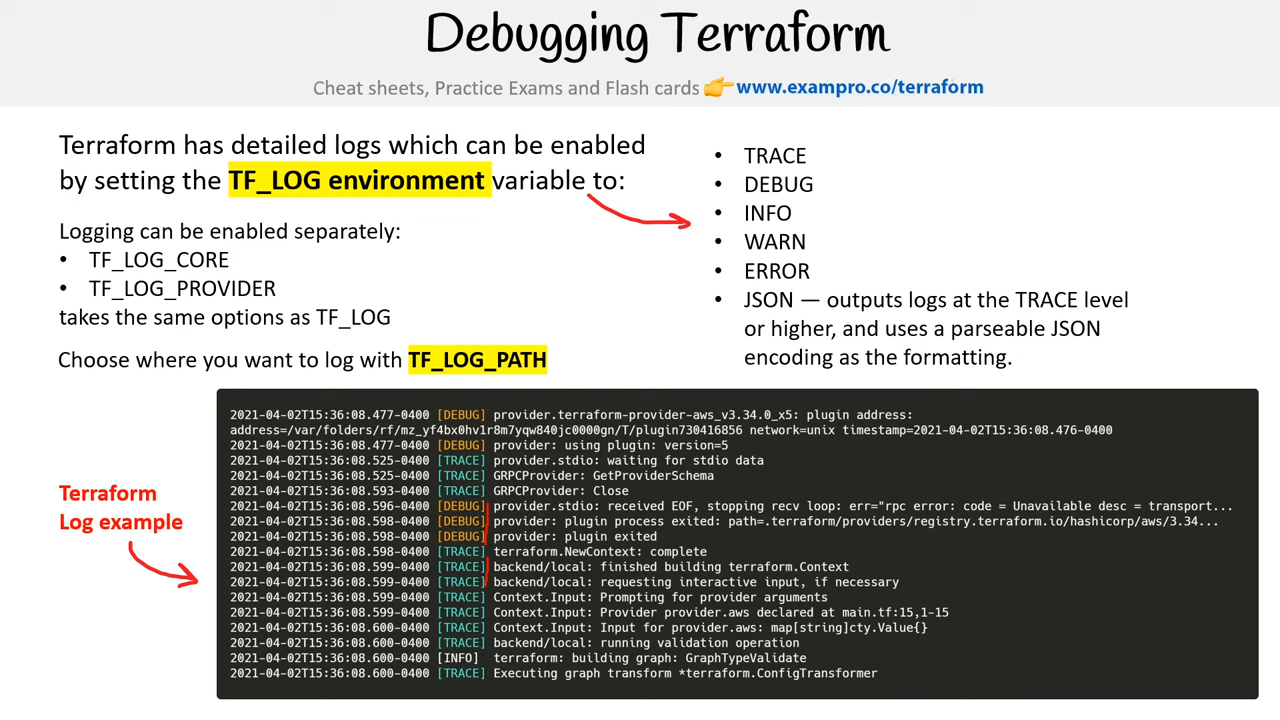 Debugging Terraform
Cheat sheets, Practice Exams and Flash cards 👉 www.exampro.co/terraform
Terraform has detailed logs which can be enabled
by setting the TF_LOG environment variable to:
Logging can be enabled separately:
• TF_LOG_CORE
• TF_LOG_PROVIDER
takes the same options as TF_LOG
Choose where you want to log with TF_LOG_PATH
• TRACE
• DEBUG
• INFO
• WARN
• ERROR
• JSON — outputs logs at the TRACE level
or higher, and uses a parseable JSON
encoding as the formatting.
Terraform
Log example
2021-04-02T15:36:08.477-0400 [DEBUG] provider.terraform-provider-aws_v3.34.0_x5: plugin address:
address=/var/folders/rf/mz_yf4bx0hv1r8m7yqw840jc0000gn/T/plugin730416856 network=unix timestamp=2021-04-02T15:36:08.476-0400
2021-04-02T15:36:08.477-0400 [DEBUG] provider: using plugin: version=5
2021-04-02T15:36:08.525-0400 [TRACE] provider.stdio: waiting for stdio data
2021-04-02T15:36:08.525-0400 [TRACE] GRPCProvider: GetProviderSchema
2021-04-02T15:36:08.593-0400 [TRACE] GRPCProvider: Close
2021-04-02T15:36:08.596-0400 [DEBUG] provider.stdio: received EOF, stopping recv loop: err="rpc error: code = Unavailable desc = transport...
2021-04-02T15:36:08.598-0400 [DEBUG] provider: plugin process exited: path=.terraform/providers/registry.terraform.io/hashicorp/aws/3.34...
2021-04-02T15:36:08.598-0400 [DEBUG] provider: plugin exited
2021-04-02T15:36:08.598-0400 [TRACE] terraform.NewContext: complete
2021-04-02T15:36:08.599-0400 [TRACE] backend/local: finished building terraform.Context
2021-04-02T15:36:08.599-0400 [TRACE] backend/local: requesting interactive input, if necessary
2021-04-02T15:36:08.599-0400 [TRACE] Context.Input: Prompting for provider arguments
2021-04-02T15:36:08.599-0400 [TRACE] Context.Input: Provider provider.aws declared at main.tf:15,1-15
2021-04-02T15:36:08.600-0400 [TRACE] Context.Input: Input for provider.aws: map[string]cty.Value{}
2021-04-02T15:36:08.600-0400 [TRACE] backend/local: running validation operation
2021-04-02T15:36:08.600-0400 [INFO] terraform: building graph: GraphTypeValidate
2021-04-02T15:36:08.600-0400 [TRACE] Executing graph transform *terraform.ConfigTransformer